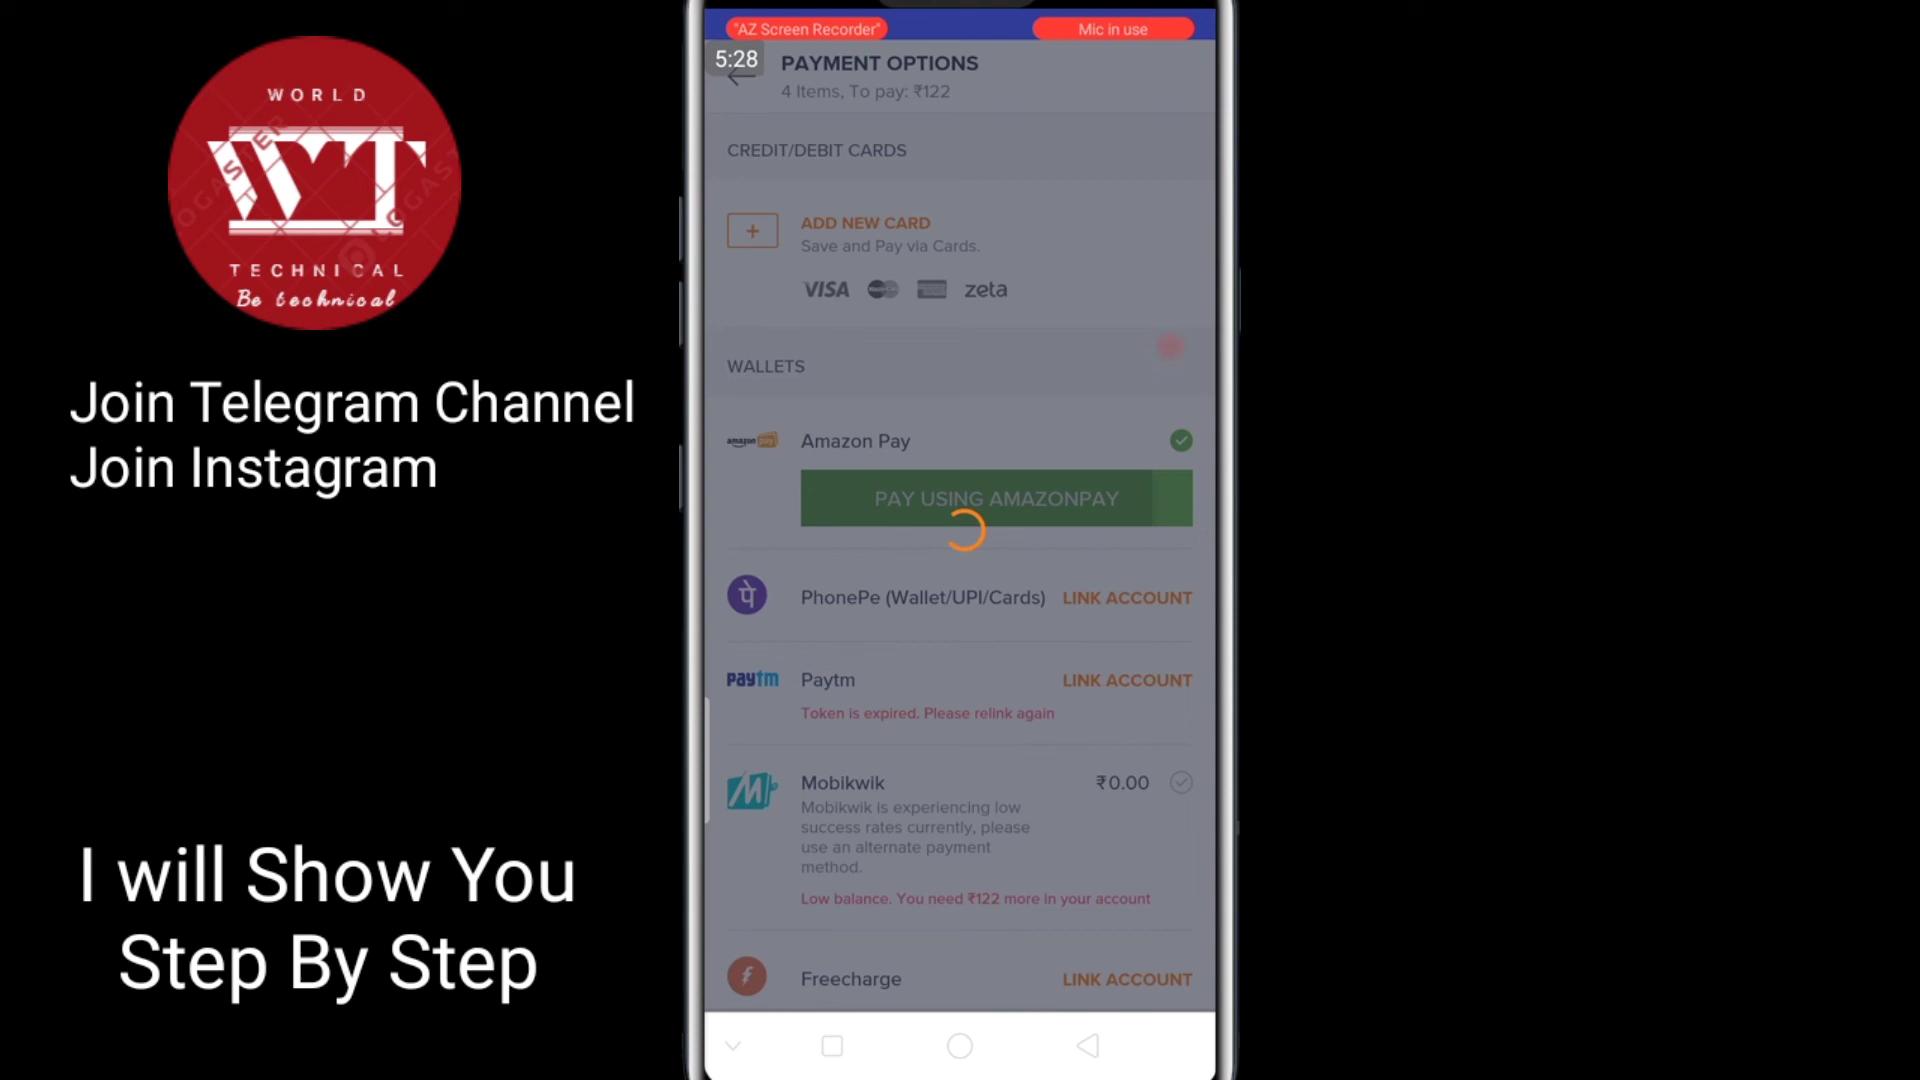 WORLD
WT
TECHNICAL
Be technical
Join Telegram Channel
Join Instagram
I will Show You
Step By Step
"AZ Screen Recorder"
Mic in use
5:28
PAYMENT OPTIONS
4 Items, To pay: ₹122
CREDIT/DEBIT CARDS
ADD NEW CARD
Save and Pay via Cards.
VISA zeta
WALLETS
amazon pay Amazon Pay
PAY USING AMAZONPAY
पे PhonePe (Wallet/UPI/Cards) LINK ACCOUNT
paytm Paytm LINK ACCOUNT
Token is expired. Please relink again
Mobikwik ₹0.00
Mobikwik is experiencing low
success rates currently, please
use an alternate payment
method.
Low balance. You need ₹122 more in your account
Freecharge LINK ACCOUNT